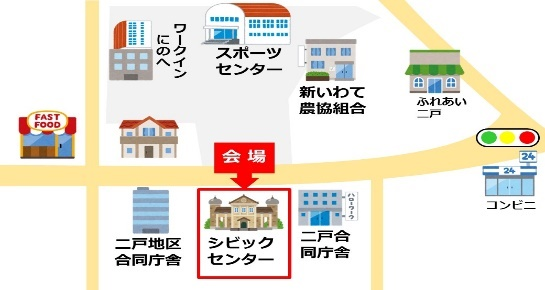 ワークイン
にのへ
スポーツ
センター
新いわて
農協組合
ふれあい
二戸
FAST
FOOD
会場
24
24
コンビニ
二戸地区
合同庁舎
シビック
センター
ハローワーク
二戸合
同庁舎